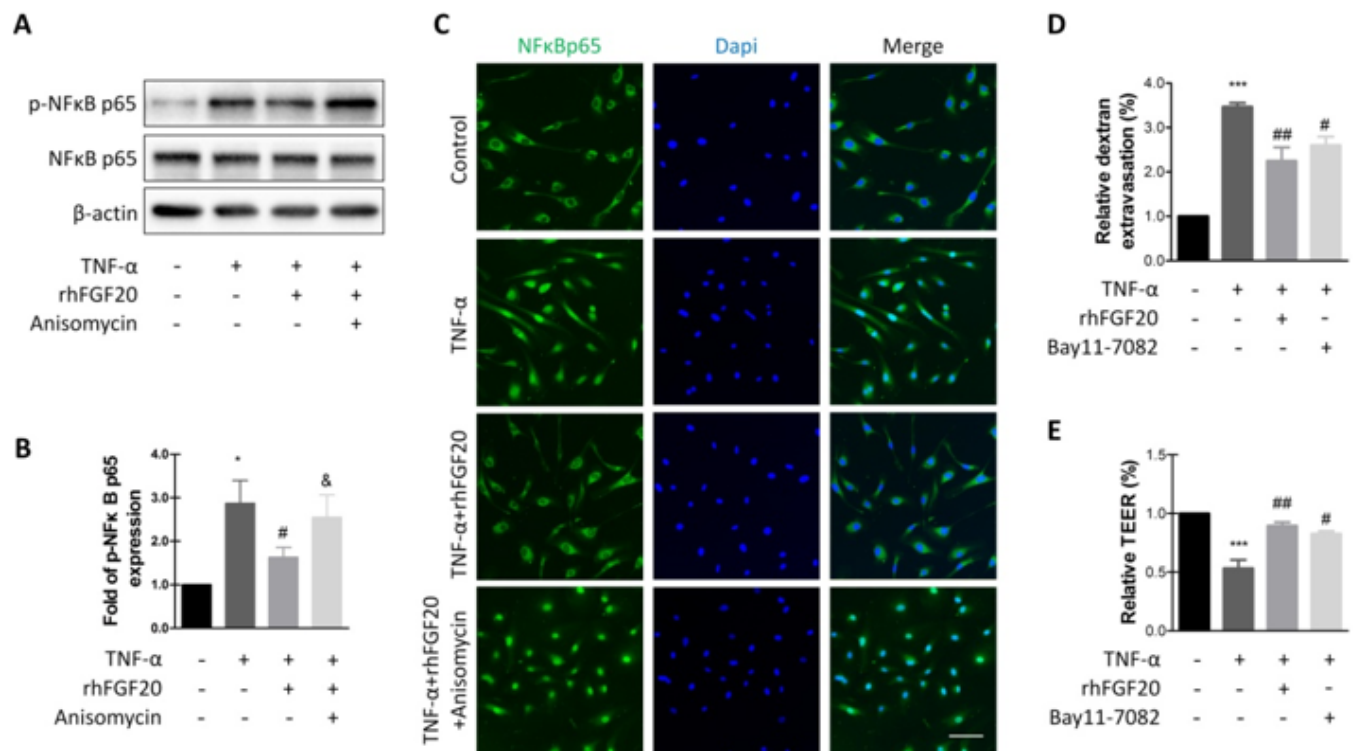 A
p-NFκB p65
NFκB p65
β-actin
TNF-α - + + +
rhFGF20 - - + +
Anisomycin - - - +
B
Fold of p-NFκ B p65
expression
4.0
3.0
2.0
1.0
0.0
*
#
&
TNF-α - + + +
rhFGF20 - - + +
Anisomycin - - - +
C
NFκBp65 Dapi Merge
Control
TNF-α
TNF-α+rhFGF20
TNF-α+rhFGF20
+Anisomycin
D
Relative dextran
extravasation (%)
4.0
3.0
2.0
1.0
0.0
***
##
#
TNF-α - + + +
rhFGF20 - - + -
Bay11-7082 - - - +
E
Relative TEER (%)
1.5
1.0
0.5
0.0
***
##
#
TNF-α - + + +
rhFGF20 - - + -
Bay11-7082 - - - +